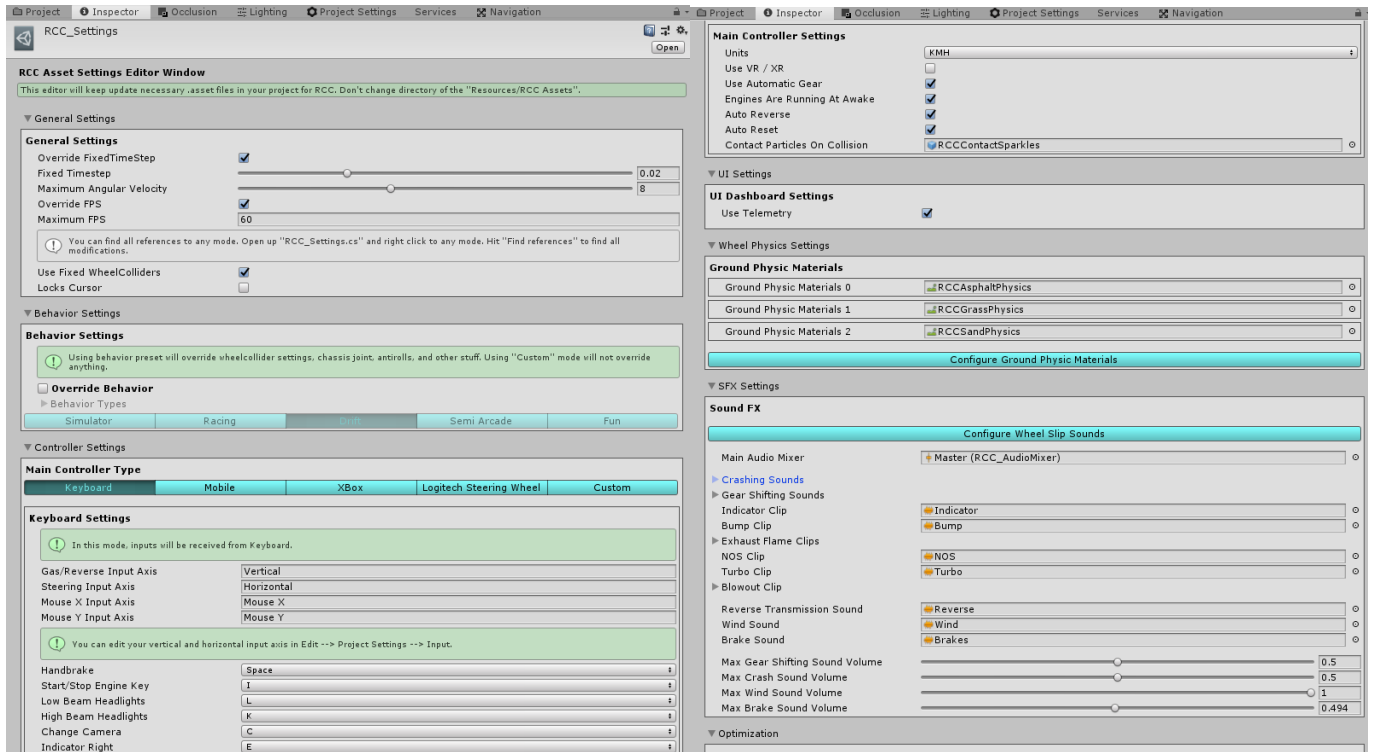 Project Inspector Occlusion Lighting Project Settings Services Navigation
RCC_Settings
Open
RCC Asset Settings Editor Window
This editor will keep update necessary .asset files in your project for RCC. Don't change directory of the "Resources/RCC Assets".
General Settings
General Settings
Override FixedTimeStep
Fixed Timestep 0.02
Maximum Angular Velocity 8
Override FPS
Maximum FPS 60
You can find all references to any mode. Open up "RCC_Settings.cs" and right click to any mode. Hit "Find references" to find all
modifications.
Use Fixed WheelColliders
Locks Cursor
Behavior Settings
Behavior Settings
Using behavior preset will override wheelcollider settings, chassis joint, antirolls, and other stuff. Using "Custom" mode will not override
anything.
Override Behavior
Behavior Types
Simulator Racing Drift Semi Arcade Fun
Controller Settings
Main Controller Type
Keyboard Mobile XBox Logitech Steering Wheel Custom
Keyboard Settings
In this mode, inputs will be received from Keyboard.
Gas/Reverse Input Axis Vertical
Steering Input Axis Horizontal
Mouse X Input Axis Mouse X
Mouse Y Input Axis Mouse Y
You can edit your vertical and horizontal input axis in Edit --> Project Settings --> Input.
Handbrake Space
Start/Stop Engine Key I
Low Beam Headlights L
High Beam Headlights K
Change Camera C
Indicator Right E
Project Inspector Occlusion Lighting Project Settings Services Navigation
Main Controller Settings
Units KMH
Use VR / XR
Use Automatic Gear
Engines Are Running At Awake
Auto Reverse
Auto Reset
Contact Particles On Collision RCCContactSparkles
UI Settings
UI Dashboard Settings
Use Telemetry
Wheel Physics Settings
Ground Physic Materials
Ground Physic Materials 0 RCCAsphaltPhysics
Ground Physic Materials 1 RCCGrassPhysics
Ground Physic Materials 2 RCCSandPhysics
Configure Ground Physic Materials
SFX Settings
Sound FX
Configure Wheel Slip Sounds
Main Audio Mixer Master (RCC_AudioMixer)
Crashing Sounds
Gear Shifting Sounds
Indicator Clip Indicator
Bump Clip Bump
Exhaust Flame Clips
NOS Clip NOS
Turbo Clip Turbo
Blowout Clip
Reverse Transmission Sound Reverse
Wind Sound Wind
Brake Sound Brakes
Max Gear Shifting Sound Volume 0.5
Max Crash Sound Volume 0.5
Max Wind Sound Volume 1
Max Brake Sound Volume 0.494
Optimization